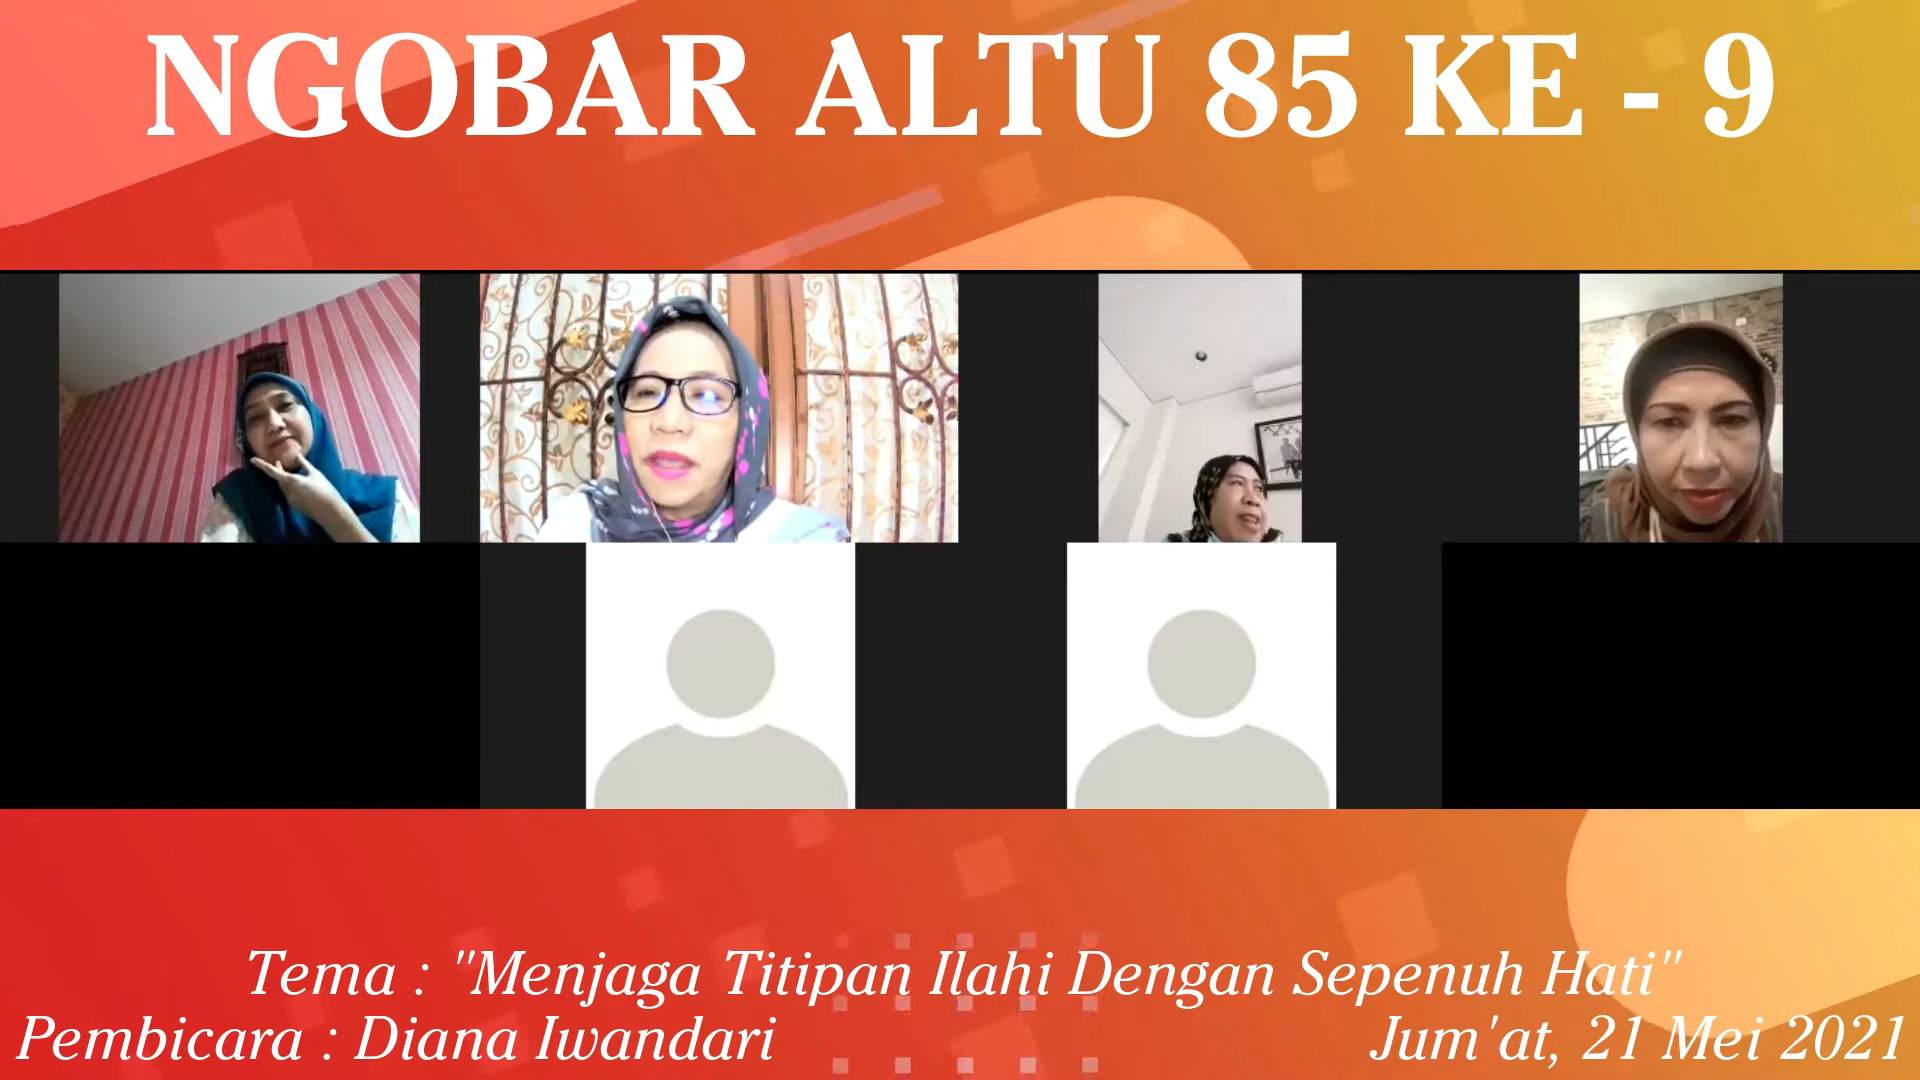 NGOBAR ALTU 85 KE - 9
Tema : "Menjaga Titipan Ilahi Dengan Sepenuh Hati"
Pembicara : Diana Iwandari
Jum'at, 21 Mei 2021